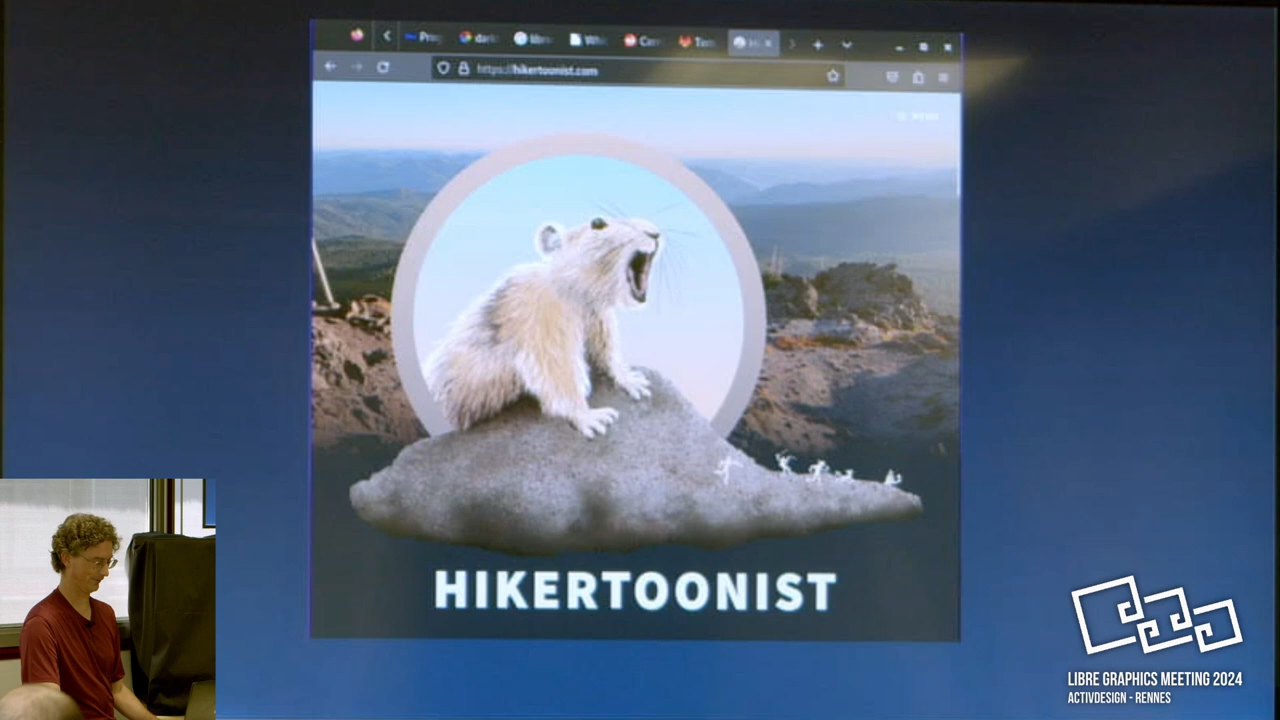 https://hikertoonist.com
HIKERTOONIST
LIBRE GRAPHICS MEETING 2024
ACTIVDESIGN - RENNES